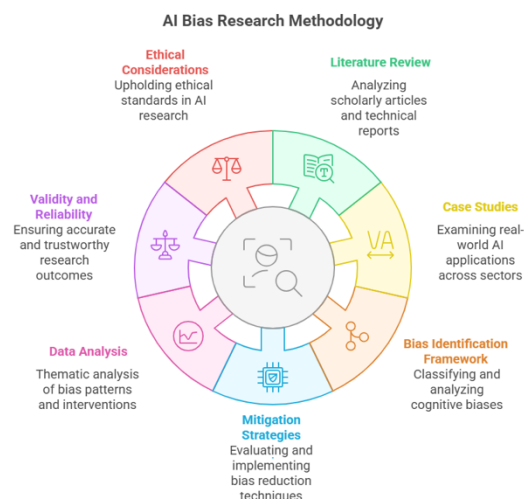 AI Bias Research Methodology
Ethical
Considerations
Upholding ethical
standards in AI
research
Literature Review
Analyzing
scholarly articles
and technical
reports
Case Studies
Examining real-
world AI
applications
across sectors
Bias Identification
Framework
Classifying and
analyzing
cognitive biases
Mitigation
Strategies
Evaluating and
implementing
bias reduction
techniques
Data Analysis
Thematic analysis
of bias patterns
and interventions
Validity and
Reliability
Ensuring accurate
and trustworthy
research
outcomes
T
VA